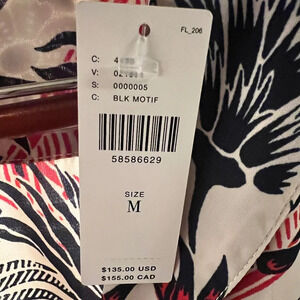 FL_206
C:
V:
S: 0000005
C: BLK MOTIF
58586629
SIZE
M
$135.00 USD
$155.00 CAD